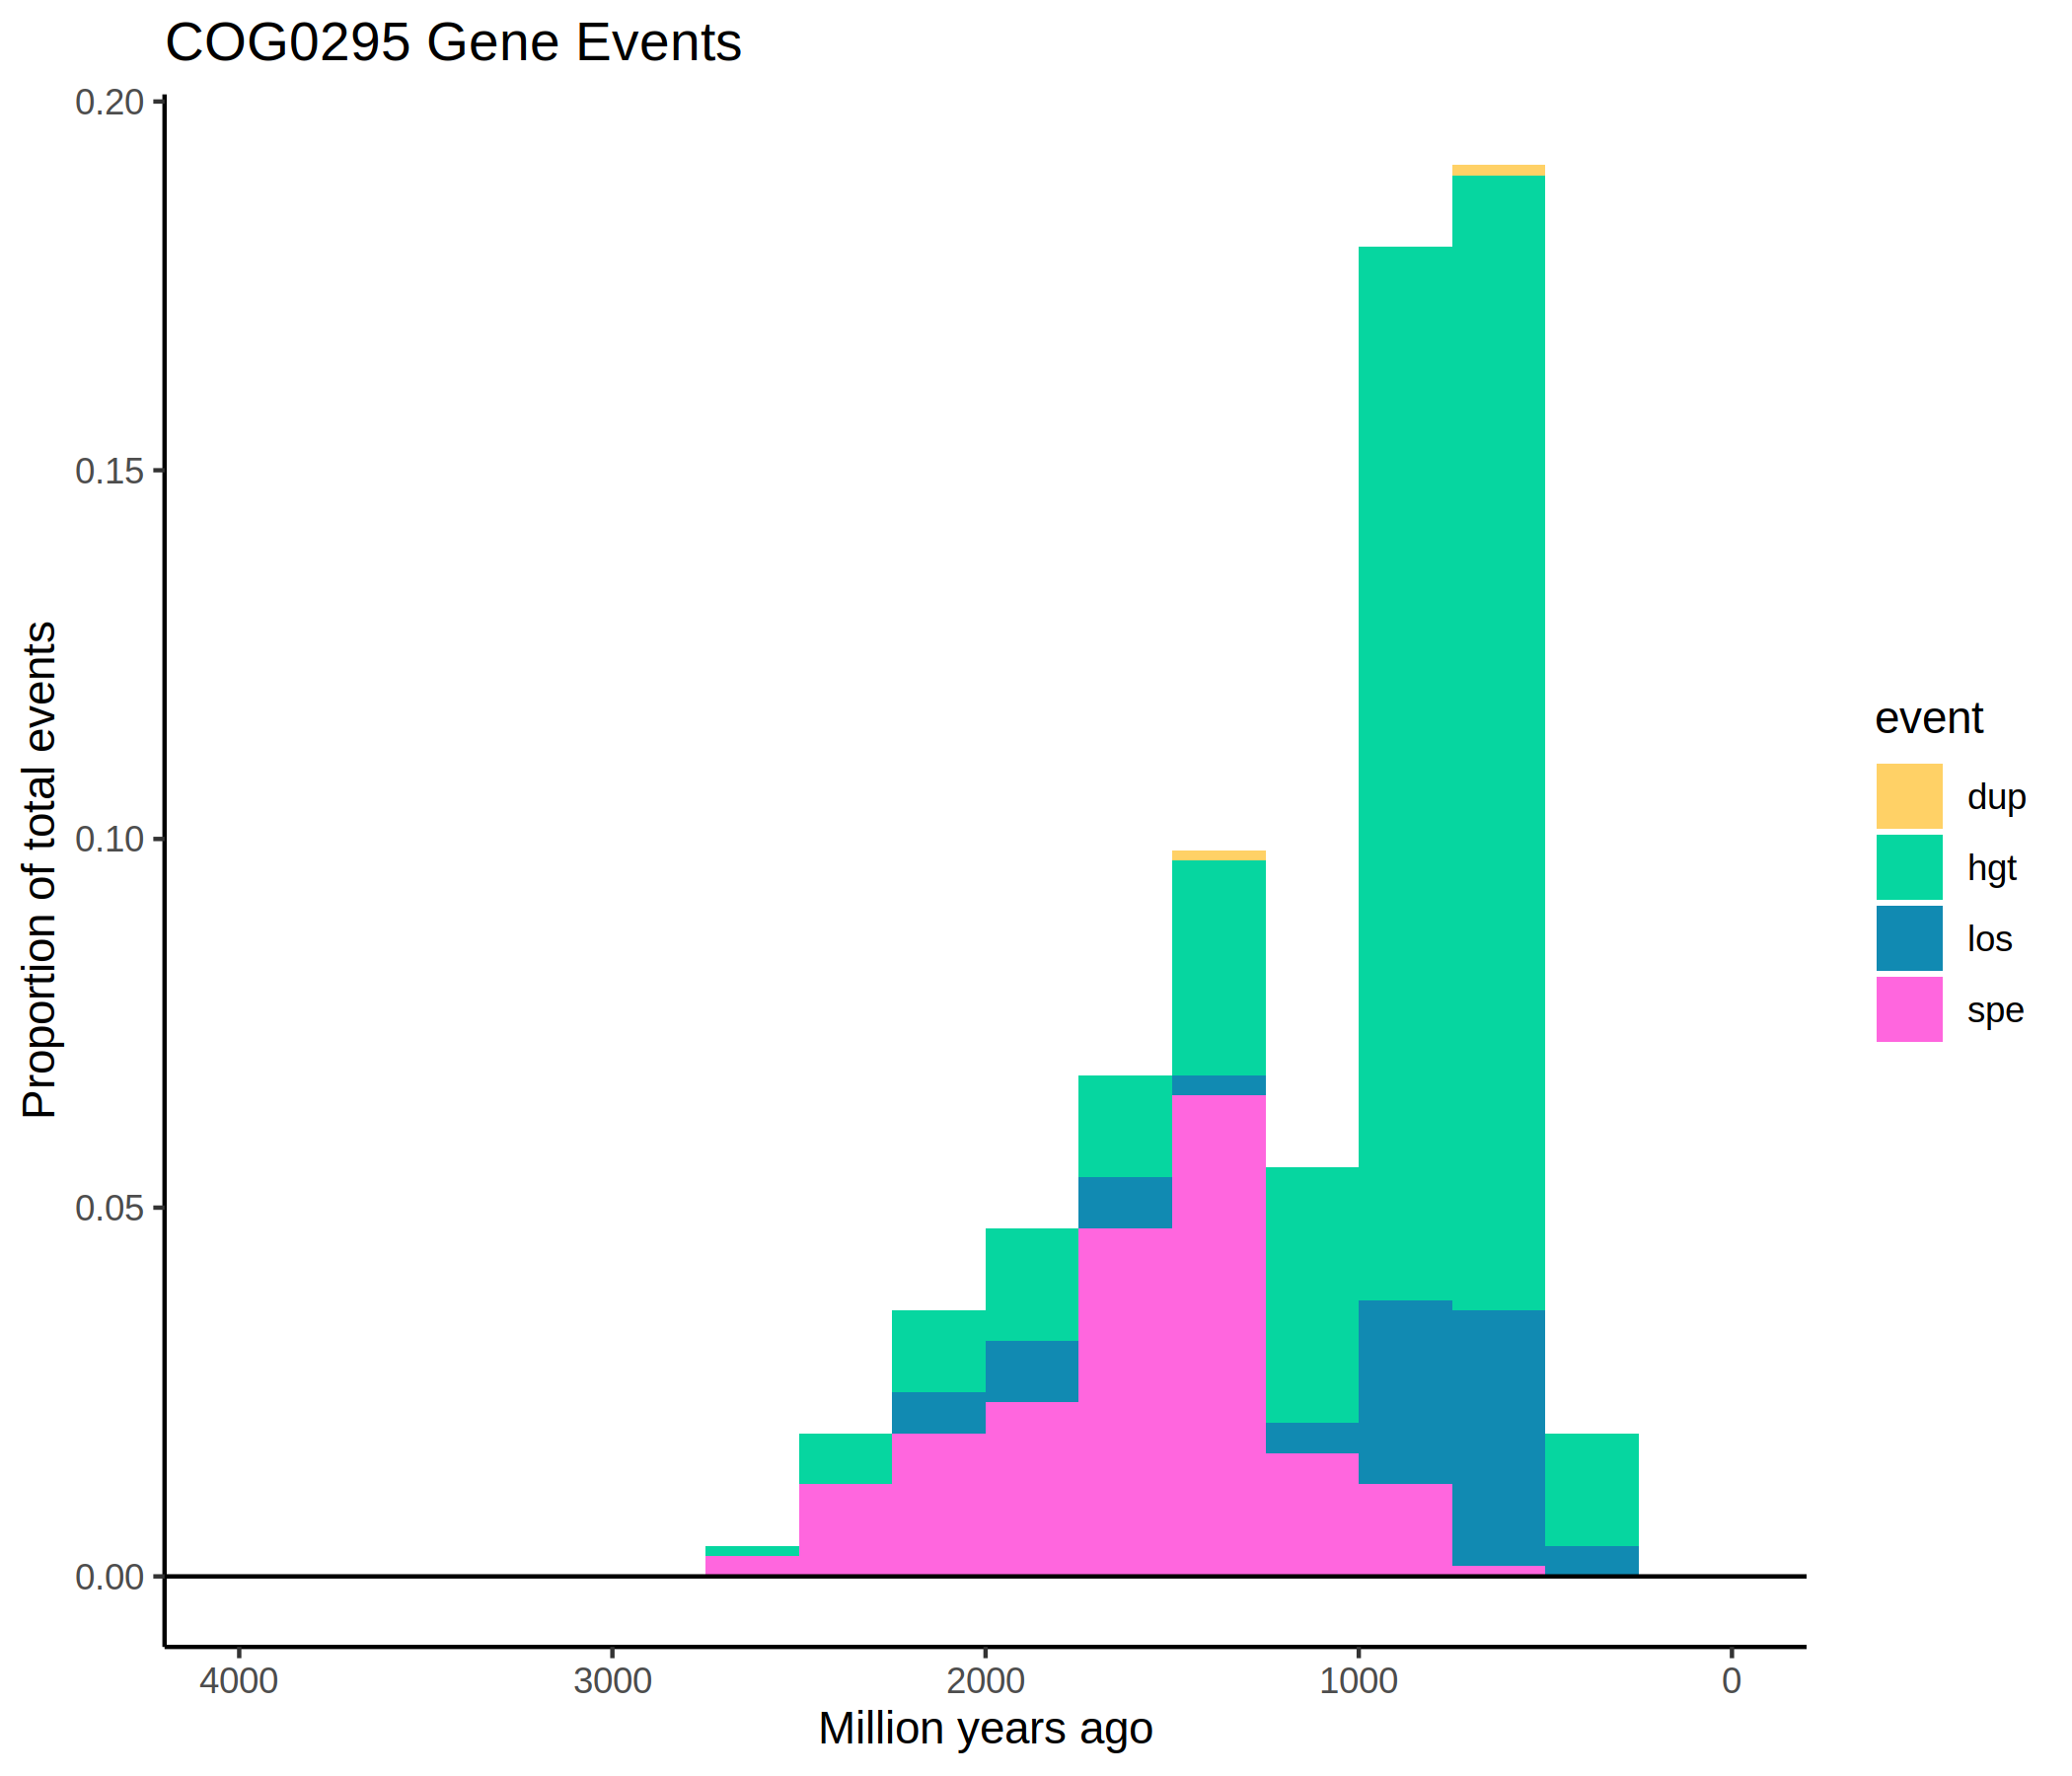 COG0295 Gene Events
0.20
0.15
0.10
0.05
0.00
Proportion of total events
4000 3000 2000 1000 0
Million years ago
event
dup
hgt
los
spe